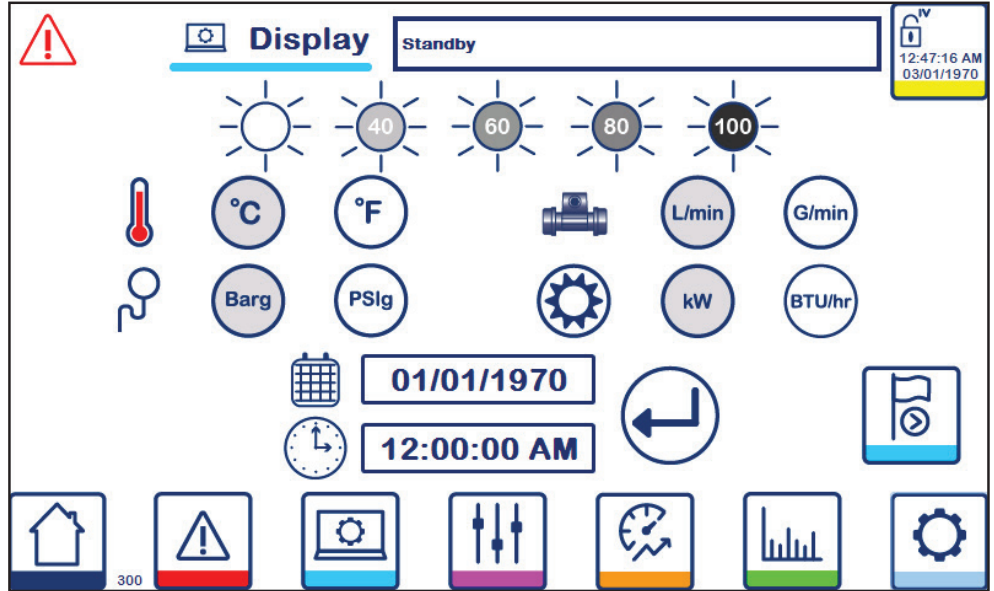 Display
Standby
IV
12:47:16 AM
03/01/1970
40
60
80
100
°C
°F
L/min
G/min
Barg
PSIg
kW
BTU/hr
01/01/1970
12:00:00 AM
300